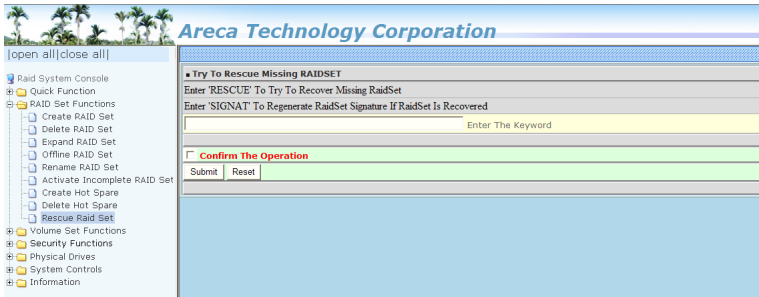 Areca Technology Corporation
|open all|close all|
Raid System Console
Quick Function
RAID Set Functions
Create RAID Set
Delete RAID Set
Expand RAID Set
Offline RAID Set
Rename RAID Set
Activate Incomplete RAID Set
Create Hot Spare
Delete Hot Spare
Rescue Raid Set
Volume Set Functions
Security Functions
Physical Drives
System Controls
Information
Try To Rescue Missing RAIDSET
Enter 'RESCUE' To Try To Recover Missing RaidSet
Enter 'SIGNAT' To Regenerate RaidSet Signature If RaidSet Is Recovered
Enter The Keyword
Confirm The Operation
Submit Reset